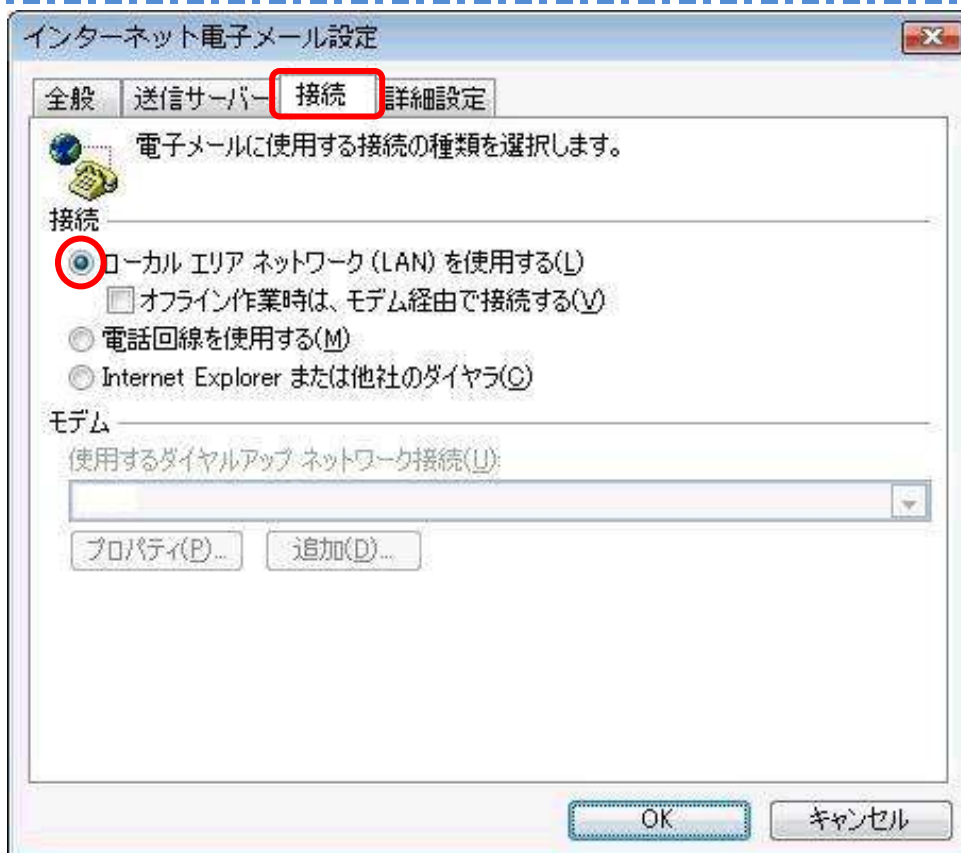 インターネット電子メール設定
全般 送信サーバー 接続 詳細設定
電子メールに使用する接続の種類を選択します。
接続
ローカル エリア ネットワーク (LAN) を使用する(L)
オフライン作業時は、モデム経由で接続する(V)
電話回線を使用する(M)
Internet Explorer または他社のダイヤラ(C)
モデム
使用するダイヤルアップ ネットワーク接続(U):
プロパティ(P)... 追加(D)...
OK キャンセル